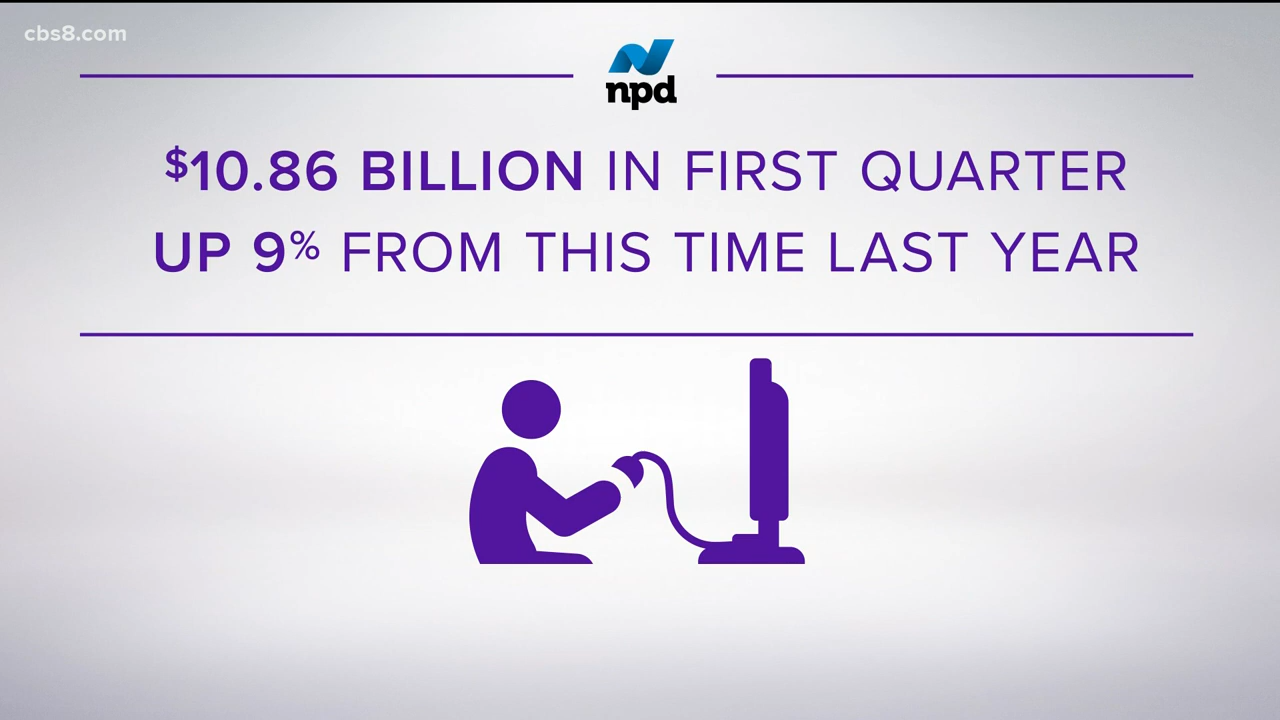 cbs8.com
npd
$10.86 BILLION IN FIRST QUARTER
UP 9% FROM THIS TIME LAST YEAR